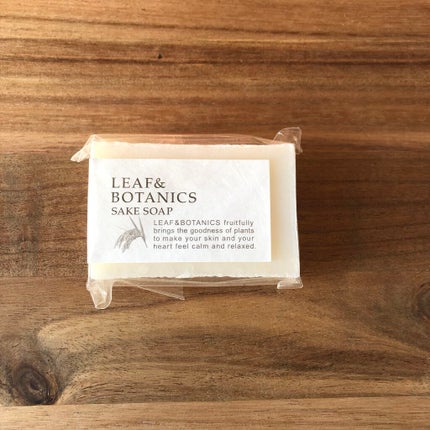 LEAF&
BOTANICS
SAKE SOAP
LEAF&BOTANICS fruitfully
brings the goodness of plants
to make your skin and your
heart feel calm and relaxed.